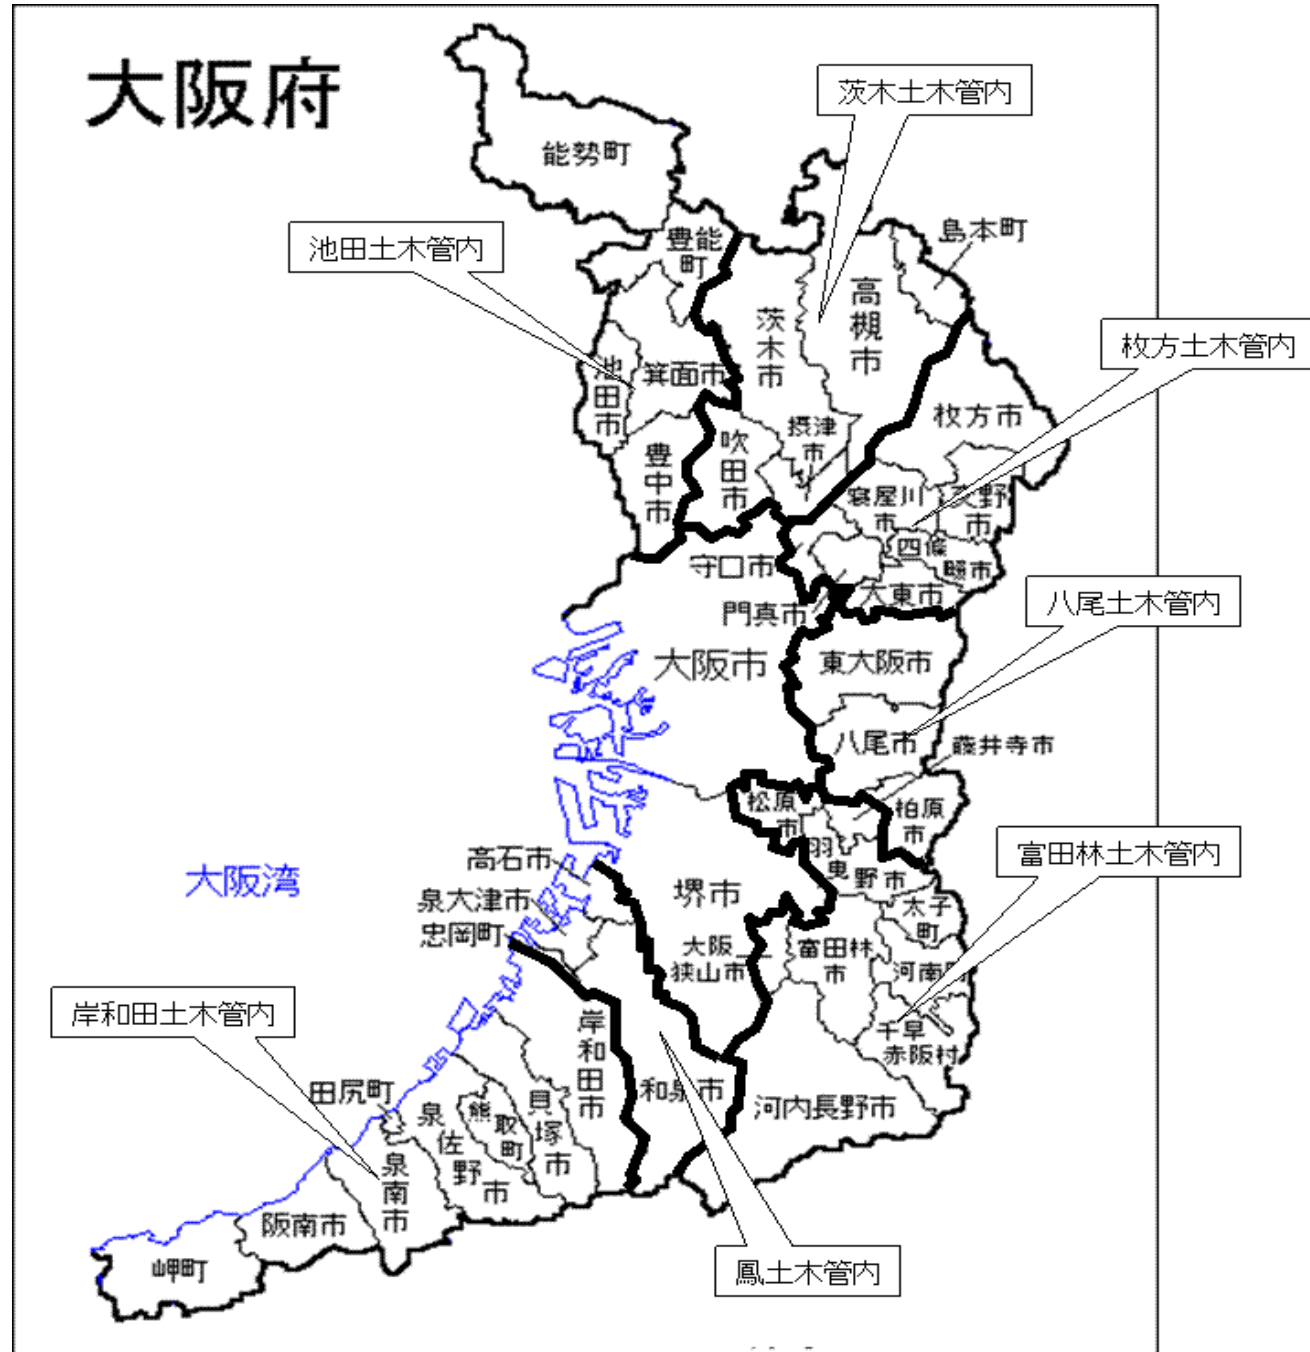 大阪府
茨木土木管内
能勢町
島本町
豊能町
池田土木管内
高槻市
茨木市
枚方土木管内
池田市
箕面市
枚方市
摂津市
吹田市
豊中市
寝屋川市
交野市
四條畷市
守口市
大東市
門真市
八尾土木管内
東大阪市
大阪市
八尾市
藤井寺市
松原市
柏原市
羽曳野市
富田林土木管内
高石市
大阪湾
堺市
泉大津市
太子町
忠岡町
大阪狭山市
富田林市
河南町
岸和田土木管内
岸和田市
千早赤阪村
和泉市
田尻町
河内長野市
泉佐野市
熊取町
貝塚市
泉南市
阪南市
岬町
鳳土木管内